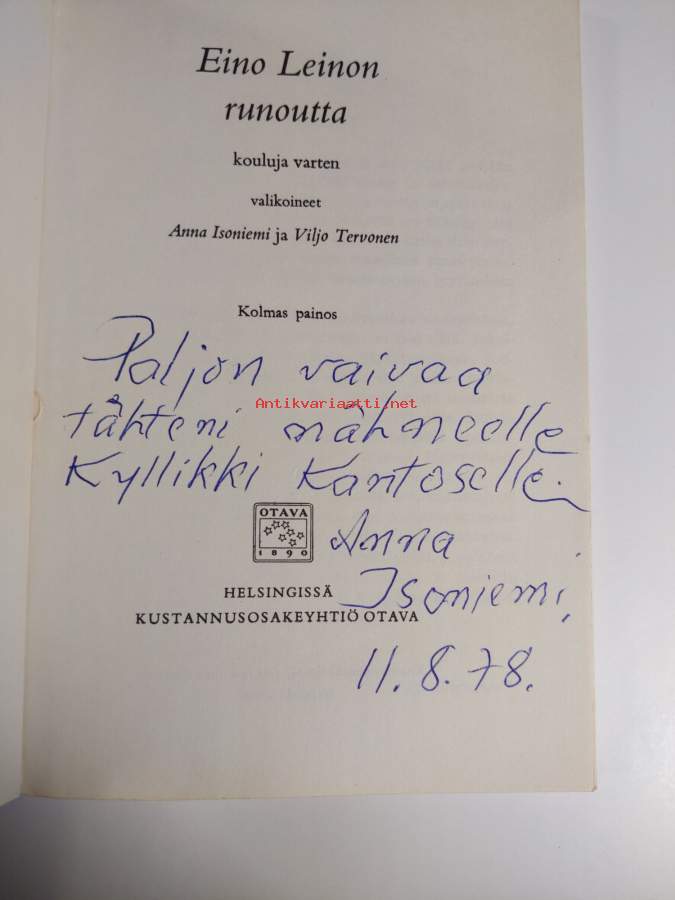 Eino Leinon
runoutta
kouluja varten
valikoineet
Anna Isoniemi ja Viljo Tervonen
Kolmas painos
Paljon vaivaa
Antikvariaatti.net
tähteni nähneelle
Kyllikki Kantoselle
OTAVA
1890
Anna
HELSINGISSÄ
Isoniemi
KUSTANNUSOSAKEYHTIÖ OTAVA
11.8.78.